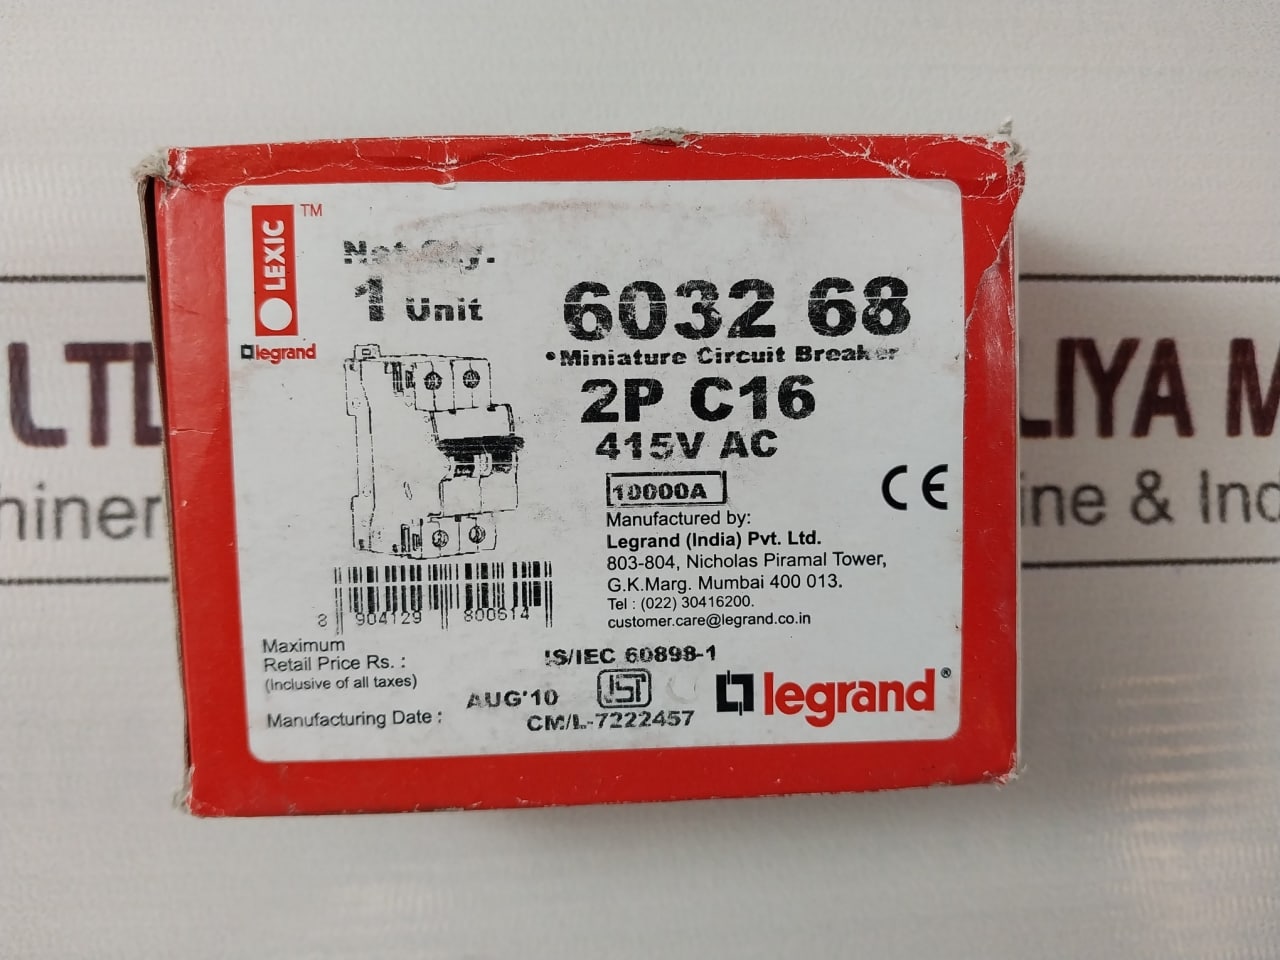 LEXIC
TM
legrand
Net Qty.
1 Unit
6032 68
•Miniature Circuit Breaker
2P C16
415V AC
10000A
CE
Manufactured by:
Legrand (India) Pvt. Ltd.
803-804, Nicholas Piramal Tower,
G.K.Marg. Mumbai 400 013.
Tel : (022) 30416200.
customer.care@legrand.co.in
8 904129 800614
Maximum
Retail Price Rs. :
(Inclusive of all taxes)
Manufacturing Date :
AUG'10
IS/IEC 60898-1
ISI
CM/L-7222457
legrand®
LTD
LIYA M
hiner
ine & Ind